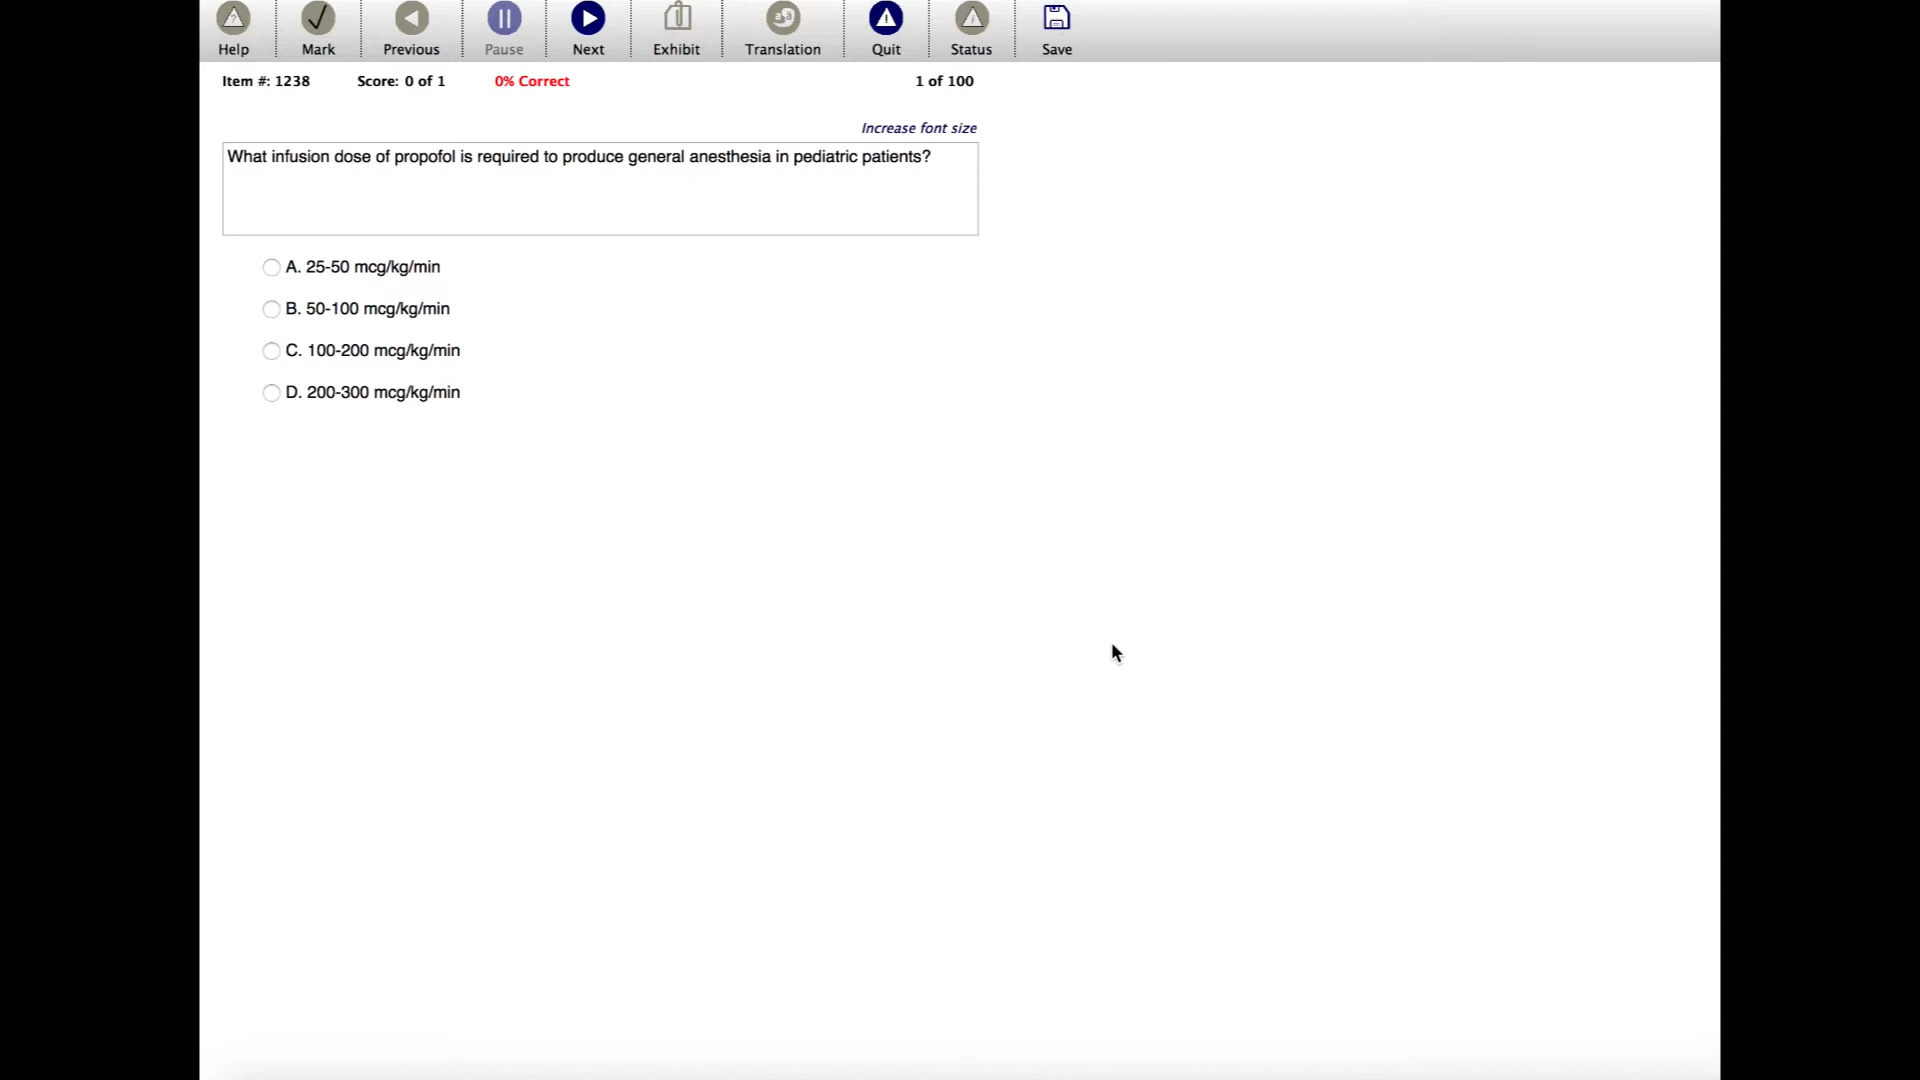 Help Mark Previous Pause Next Exhibit Translation Quit Status Save
Item #: 1238 Score: 0 of 1 0% Correct 1 of 100
Increase font size
What infusion dose of propofol is required to produce general anesthesia in pediatric patients?
A. 25-50 mcg/kg/min
B. 50-100 mcg/kg/min
C. 100-200 mcg/kg/min
D. 200-300 mcg/kg/min